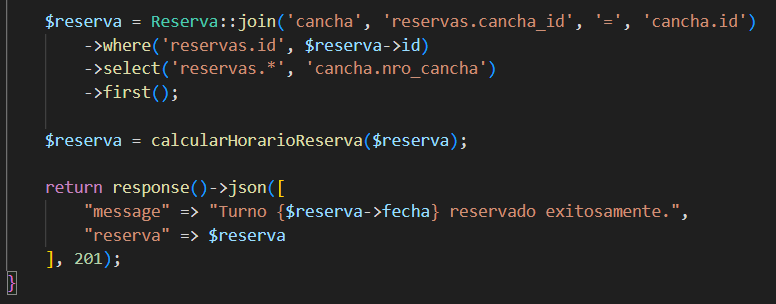 $reserva = Reserva::join('cancha', 'reservas.cancha_id', '=', 'cancha.id')
->where('reservas.id', $reserva->id)
->select('reservas.*', 'cancha.nro_cancha')
->first();
$reserva = calcularHorarioReserva($reserva);
return response()->json([
"message" => "Turno {$reserva->fecha} reservado exitosamente.",
"reserva" => $reserva
], 201);
}